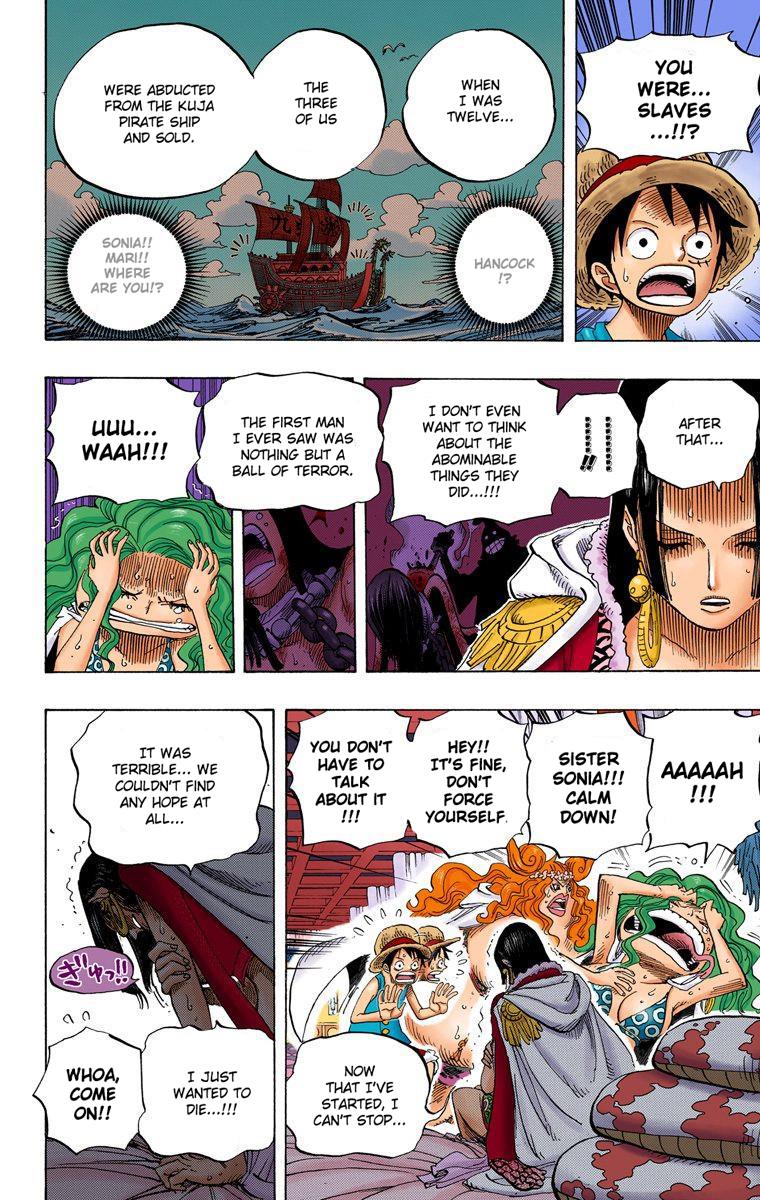 YOU
WERE...
SLAVES
...!!?
WHEN
I WAS
TWELVE...
THE
THREE
OF US
WERE ABDUCTED
FROM THE KUJA
PIRATE SHIP
AND SOLD.
HANCOCK
!?
SONIA!!
MARI!!
WHERE
ARE YOU!?
九
AFTER
THAT...
I DON'T EVEN
WANT TO THINK
ABOUT THE
ABOMINABLE
THINGS THEY
DID...!!!
THE FIRST MAN
I EVER SAW WAS
NOTHING BUT A
BALL OF TERROR.
UUU...
WAAH!!!
AAAAAH
!!!
SISTER
SONIA!!!
CALM
DOWN!
HEY!!
IT'S FINE,
DON'T
FORCE
YOURSELF.
YOU DON'T
HAVE TO
TALK
ABOUT IT
!!!
NOW
THAT I'VE
STARTED, I
CAN'T STOP...
IT WAS
TERRIBLE... WE
COULDN'T FIND
ANY HOPE AT
ALL...
ぎゅっ!!
I JUST
WANTED TO
DIE...!!!
WHOA,
COME
ON!!